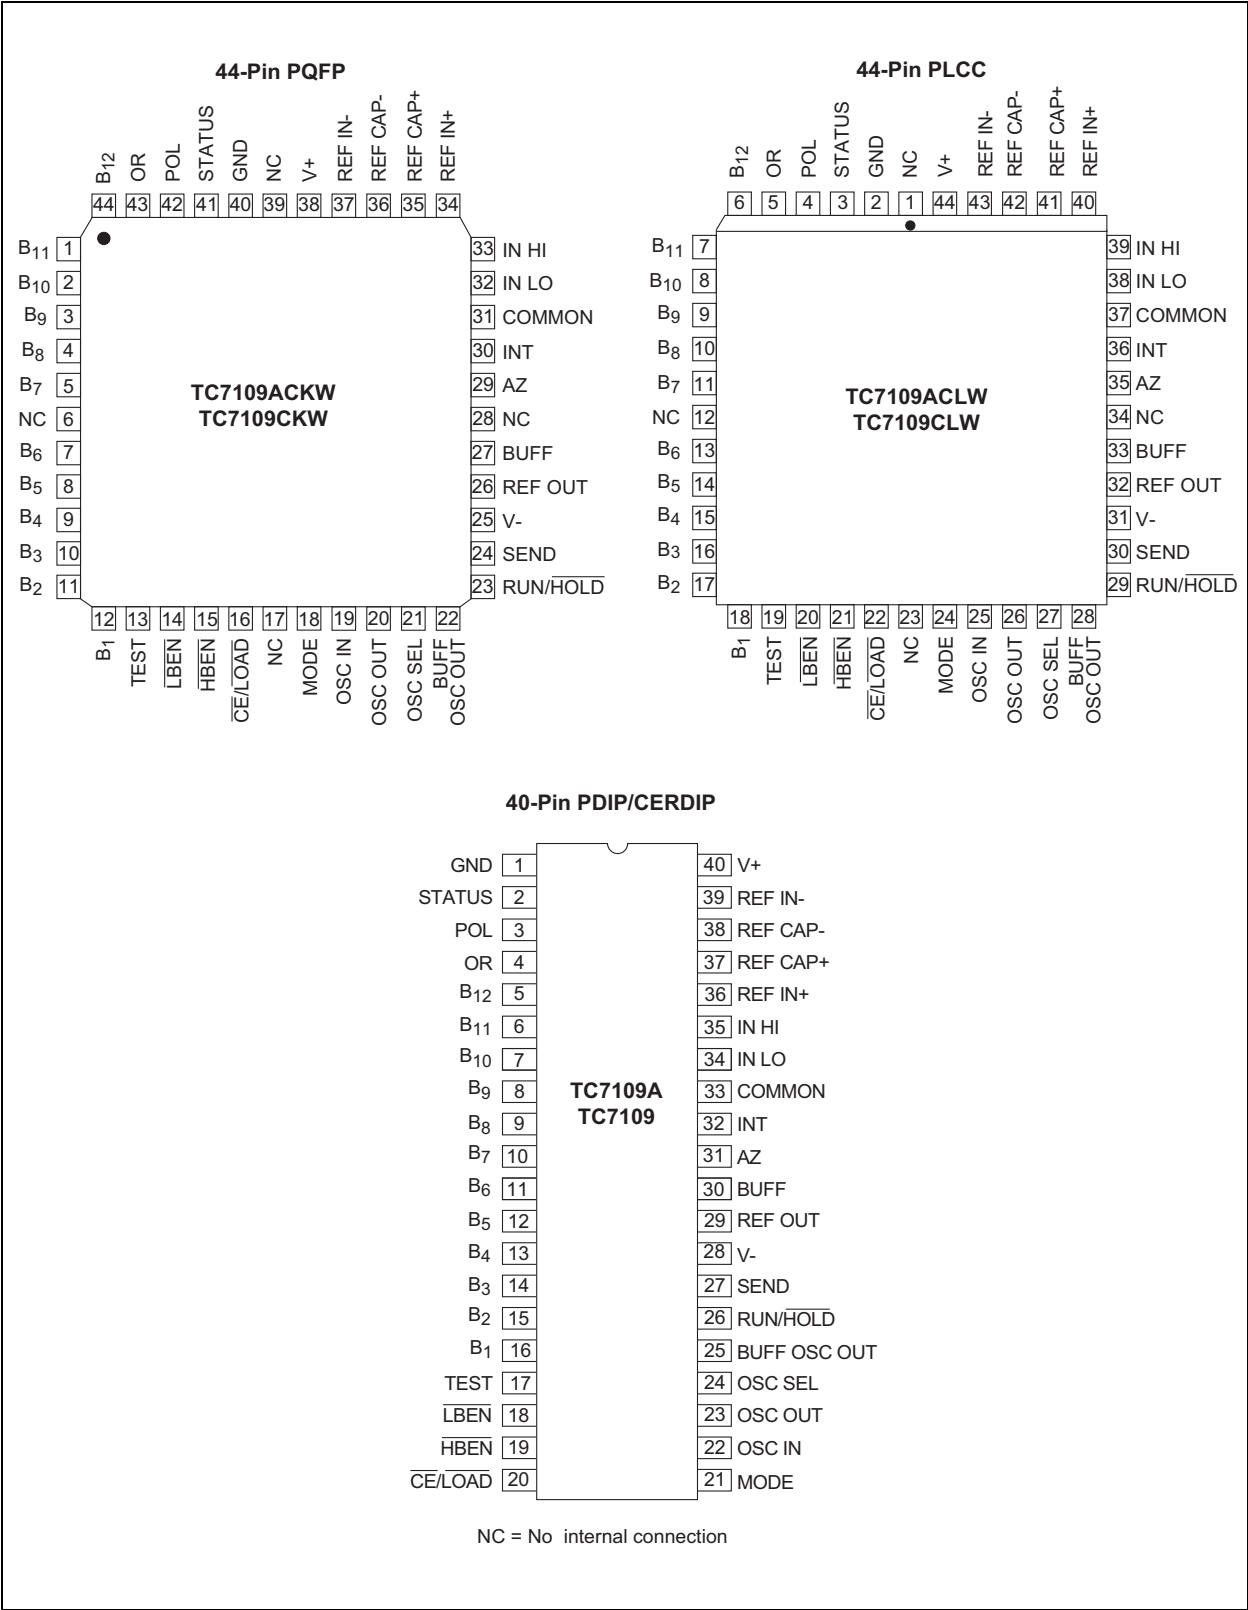 44-Pin PQFP
B12 OR POL STATUS GND NC V+ REF IN- REF CAP- REF CAP+ REF IN+
44 43 42 41 40 39 38 37 36 35 34
B11 1
B10 2
B9 3
B8 4
B7 5
NC 6
B6 7
B5 8
B4 9
B3 10
B2 11
TC7109ACKW
TC7109CKW
33 IN HI
32 IN LO
31 COMMON
30 INT
29 AZ
28 NC
27 BUFF
26 REF OUT
25 V-
24 SEND
23 RUN/HOLD
12 13 14 15 16 17 18 19 20 21 22
B1 TEST LBEN HBEN CE/LOAD NC MODE OSC IN OSC OUT OSC SEL BUFF OSC OUT
44-Pin PLCC
B12 OR POL STATUS GND NC V+ REF IN- REF CAP- REF CAP+ REF IN+
6 5 4 3 2 1 44 43 42 41 40
B11 7
B10 8
B9 9
B8 10
B7 11
NC 12
B6 13
B5 14
B4 15
B3 16
B2 17
TC7109ACLW
TC7109CLW
39 IN HI
38 IN LO
37 COMMON
36 INT
35 AZ
34 NC
33 BUFF
32 REF OUT
31 V-
30 SEND
29 RUN/HOLD
18 19 20 21 22 23 24 25 26 27 28
B1 TEST LBEN HBEN CE/LOAD NC MODE OSC IN OSC OUT OSC SEL BUFF OSC OUT
40-Pin PDIP/CERDIP
GND 1
STATUS 2
POL 3
OR 4
B12 5
B11 6
B10 7
B9 8
B8 9
B7 10
B6 11
B5 12
B4 13
B3 14
B2 15
B1 16
TEST 17
LBEN 18
HBEN 19
CE/LOAD 20
TC7109A
TC7109
40 V+
39 REF IN-
38 REF CAP-
37 REF CAP+
36 REF IN+
35 IN HI
34 IN LO
33 COMMON
32 INT
31 AZ
30 BUFF
29 REF OUT
28 V-
27 SEND
26 RUN/HOLD
25 BUFF OSC OUT
24 OSC SEL
23 OSC OUT
22 OSC IN
21 MODE
NC = No internal connection